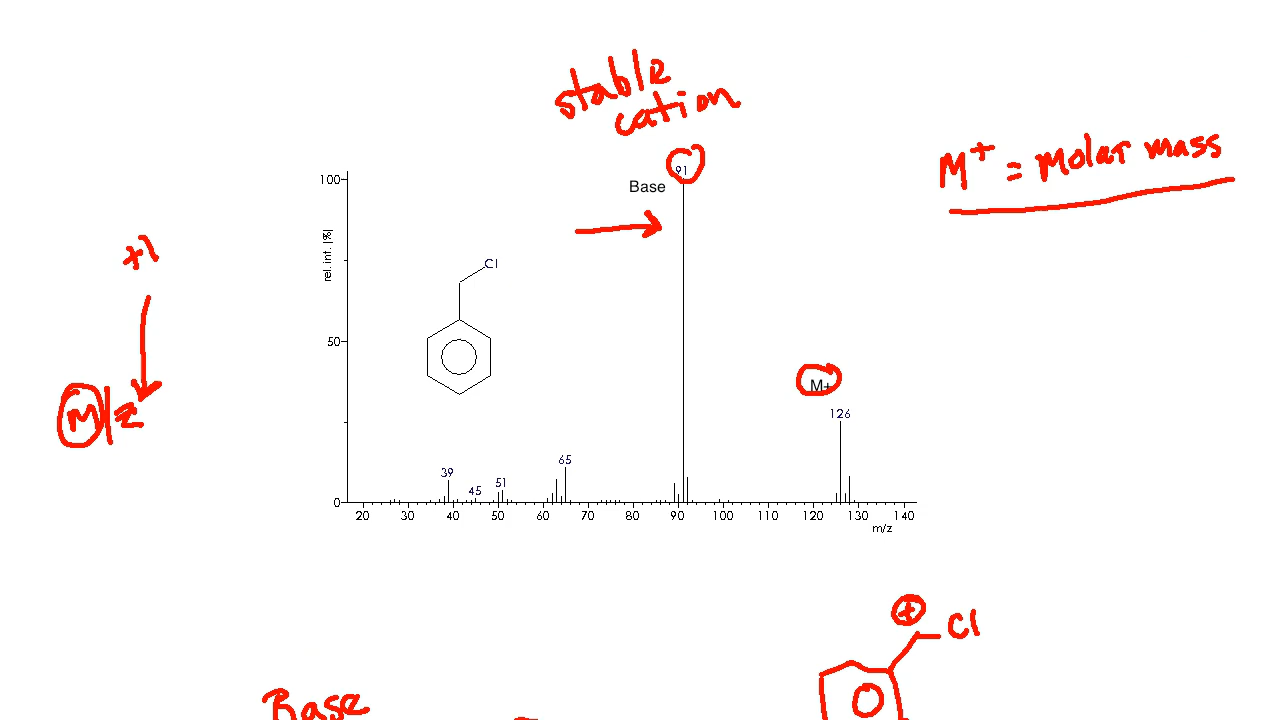 stable
cation
M+ = Molar mass
91
Base
100
rel. int. [%]
+1
Cl
50
M+
M/z
126
39
45
51
65
0
20 30 40 50 60 70 80 90 100 110 120 130 140
m/z
+
Cl
Base